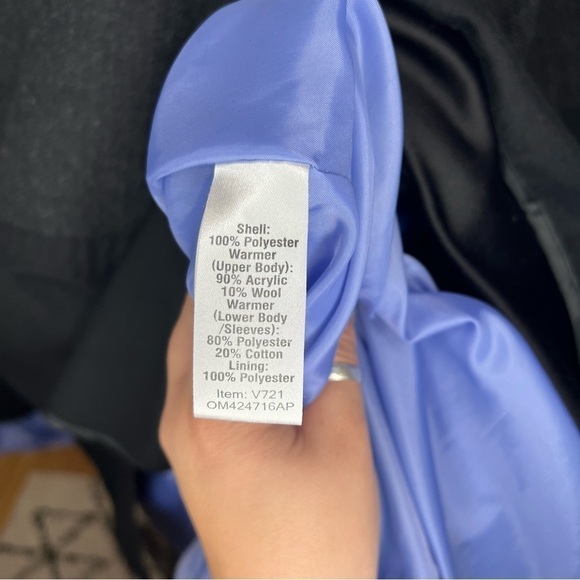 Shell:
100% Polyester
Warmer
(Upper Body):
90% Acrylic
10% Wool
Warmer
(Lower Body
/Sleeves):
80% Polyester
20% Cotton
Lining:
100% Polyester
Item: V721
OM424716AP